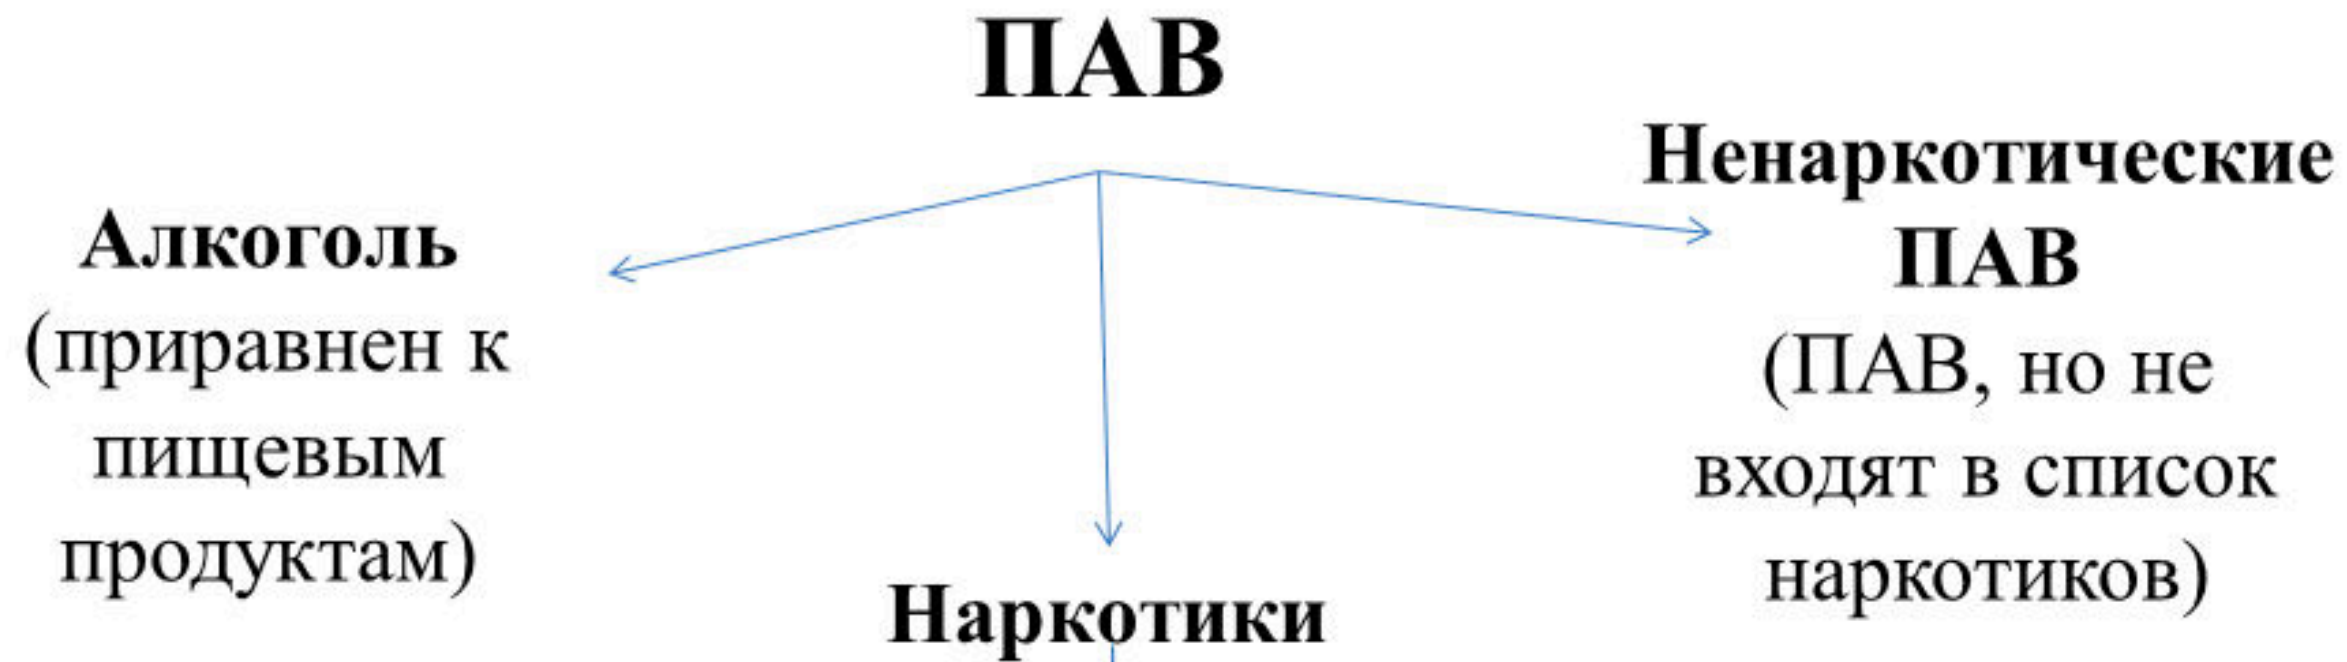 ПАВ
Алкоголь
(приравнен к
пищевым
продуктам)
Наркотики
Ненаркотические
ПАВ
(ПАВ, но не
входят в список
наркотиков)